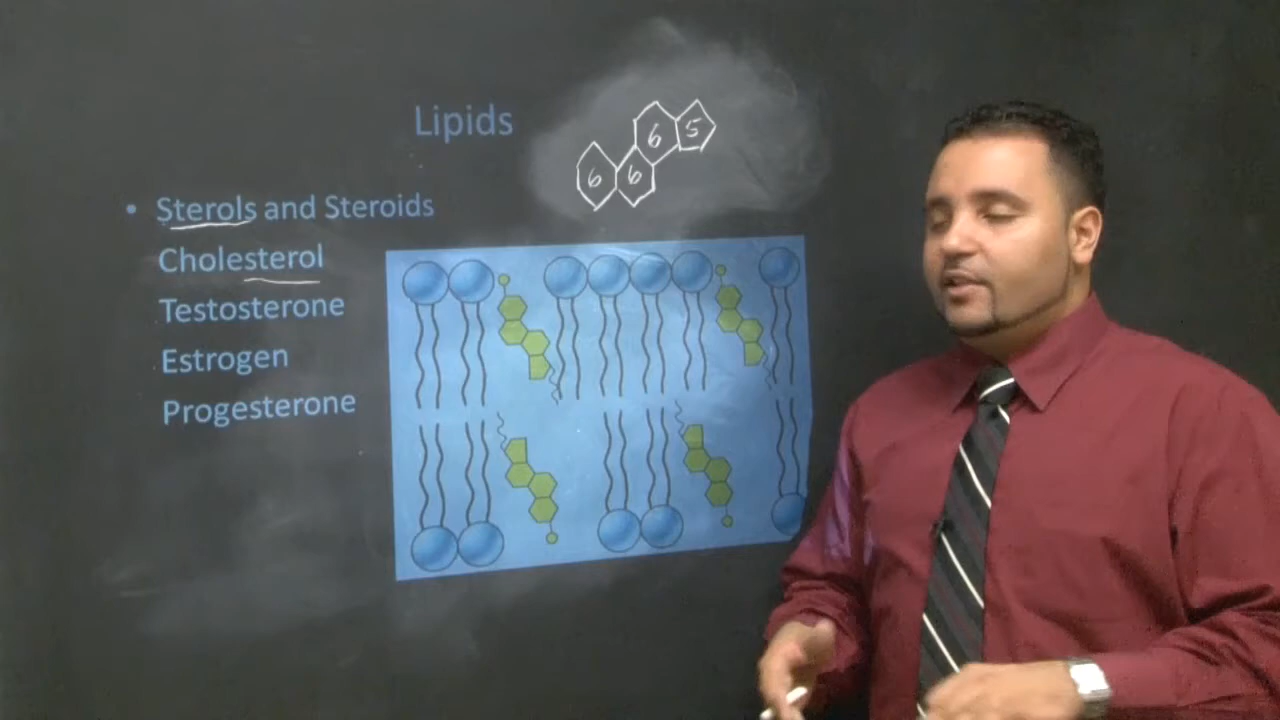 Lipids
6 5
6 6
• Sterols and Steroids
Cholesterol
Testosterone
Estrogen
Progesterone